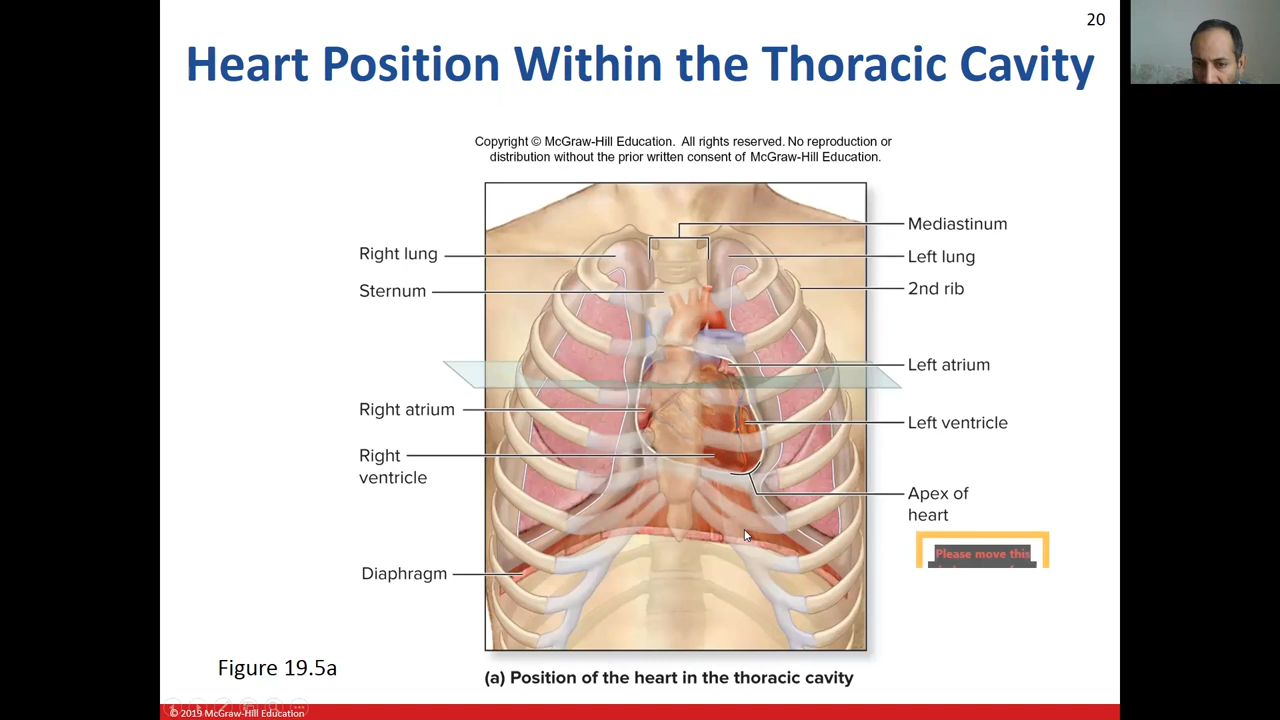 20
Heart Position Within the Thoracic Cavity
Copyright © McGraw-Hill Education. All rights reserved. No reproduction or
distribution without the prior written consent of McGraw-Hill Education.
Mediastinum
Right lung
Left lung
Sternum
2nd rib
Left atrium
Right atrium
Left ventricle
Right
ventricle
Apex of
heart
Please move this
Diaphragm
Figure 19.5a
(a) Position of the heart in the thoracic cavity
© 2019 McGraw-Hill Education